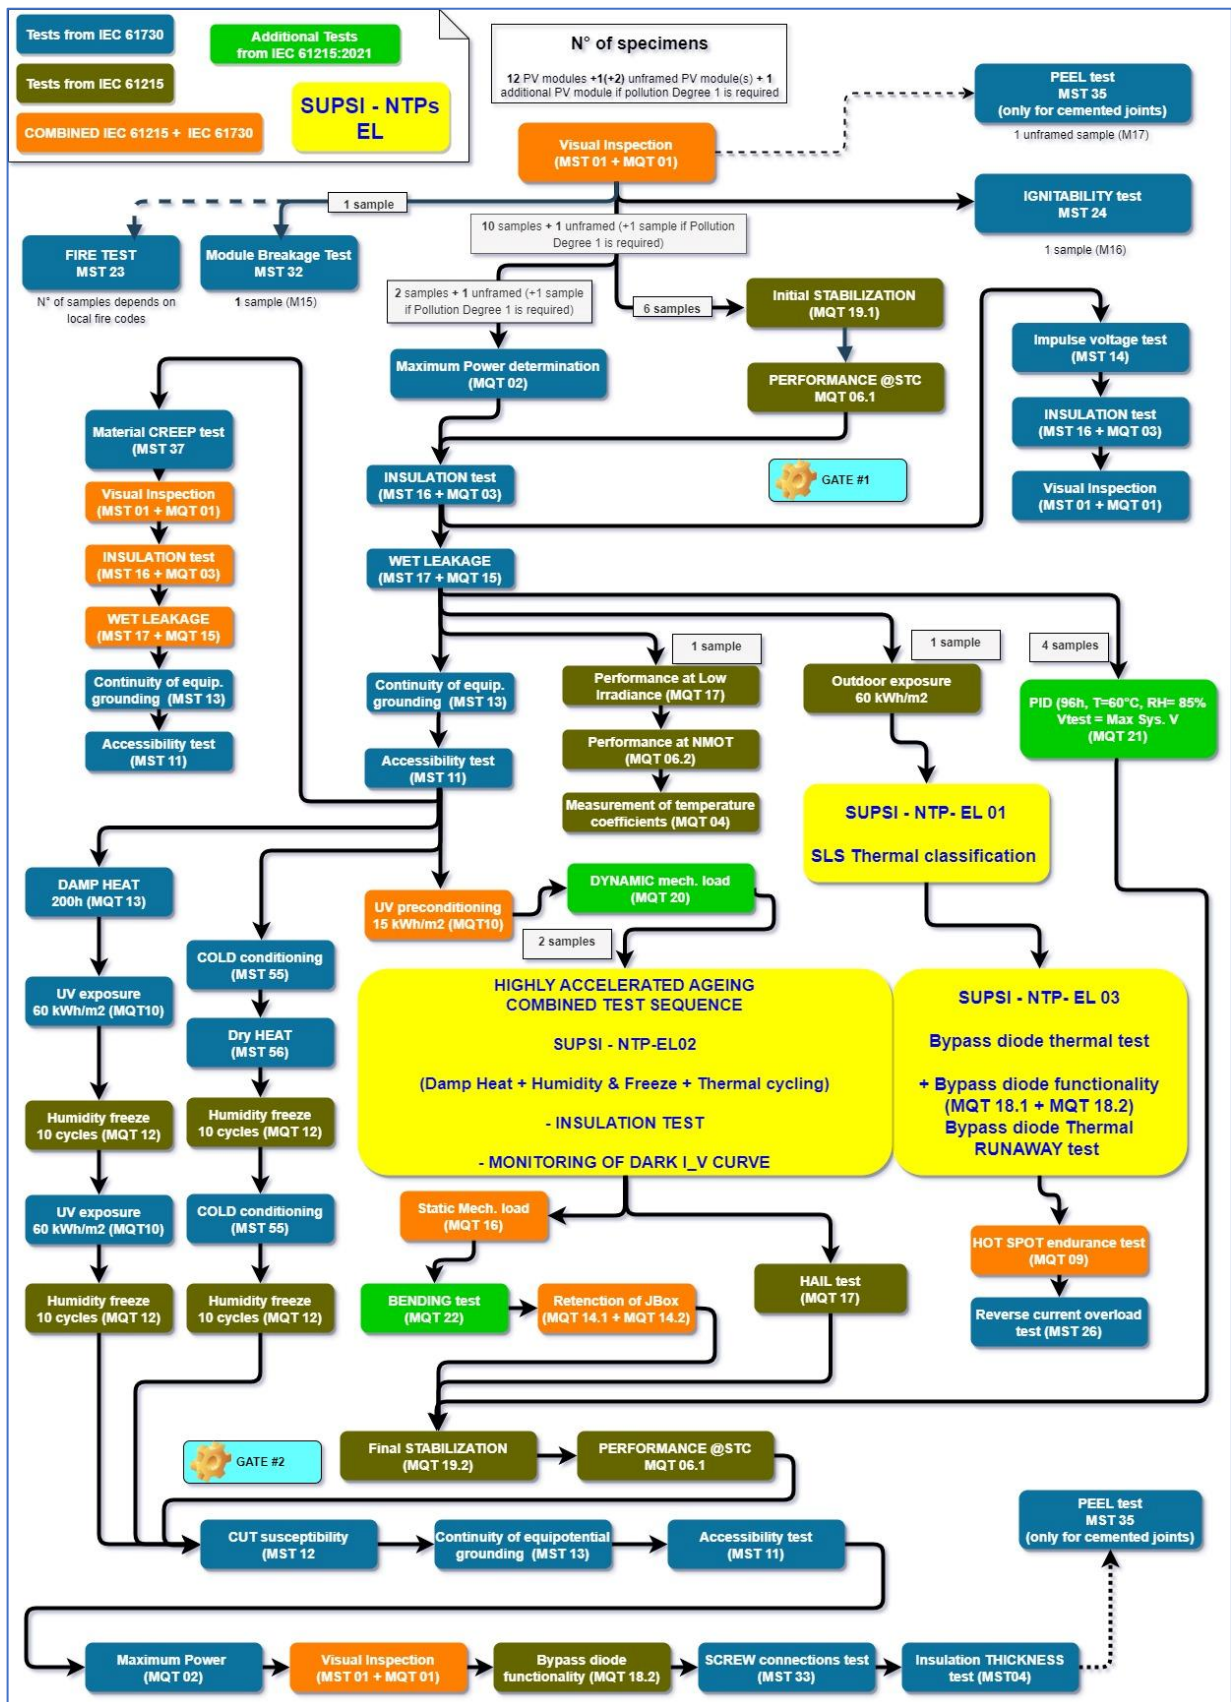 Tests from IEC 61730
Additional Tests
from IEC 61215:2021
Tests from IEC 61215
COMBINED IEC 61215 + IEC 61730
SUPSI - NTPs
EL
N° of specimens
12 PV modules +1(+2) unframed PV module(s) + 1
additional PV module if pollution Degree 1 is required
PEEL test
MST 35
(only for cemented joints)
1 unframed sample (M17)
Visual Inspection
(MST 01 + MQT 01)
1 sample
IGNITABILITY test
MST 24
1 sample (M16)
10 samples + 1 unframed (+1 sample if Pollution
Degree 1 is required)
FIRE TEST
MST 23
N° of samples depends on
local fire codes
Module Breakage Test
MST 32
1 sample (M15)
2 samples + 1 unframed (+1 sample
if Pollution Degree 1 is required)
6 samples
Initial STABILIZATION
(MQT 19.1)
Impulse voltage test
(MST 14)
Maximum Power determination
(MQT 02)
PERFORMANCE @STC
MQT 06.1
INSULATION test
(MST 16 + MQT 03)
Material CREEP test
(MST 37
INSULATION test
(MST 16 + MQT 03)
GATE #1
Visual Inspection
(MST 01 + MQT 01)
Visual Inspection
(MST 01 + MQT 01)
INSULATION test
(MST 16 + MQT 03)
WET LEAKAGE
(MST 17 + MQT 15)
WET LEAKAGE
(MST 17 + MQT 15)
1 sample
1 sample
4 samples
Continuity of equip.
grounding (MST 13)
Continuity of equip.
grounding (MST 13)
Performance at Low
Irradiance (MQT 17)
Outdoor exposure
60 kWh/m2
PID (96h, T=60°C, RH= 85%
Vtest = Max Sys. V
(MQT 21)
Accessibility test
(MST 11)
Accessibility test
(MST 11)
Performance at NMOT
(MQT 06.2)
Measurement of temperature
coefficients (MQT 04)
SUPSI - NTP- EL 01
SLS Thermal classification
DAMP HEAT
200h (MQT 13)
UV preconditioning
15 kWh/m2 (MQT10)
DYNAMIC mech. load
(MQT 20)
2 samples
COLD conditioning
(MST 55)
UV exposure
60 kWh/m2 (MQT10)
Dry HEAT
(MST 56)
HIGHLY ACCELERATED AGEING
COMBINED TEST SEQUENCE
SUPSI - NTP-EL02
(Damp Heat + Humidity & Freeze + Thermal cycling)
- INSULATION TEST
- MONITORING OF DARK I_V CURVE
SUPSI - NTP- EL 03
Bypass diode thermal test
+ Bypass diode functionality
(MQT 18.1 + MQT 18.2)
Bypass diode Thermal
RUNAWAY test
Humidity freeze
10 cycles (MQT 12)
Humidity freeze
10 cycles (MQT 12)
UV exposure
60 kWh/m2 (MQT10)
COLD conditioning
(MST 55)
Static Mech. load
(MQT 16)
HOT SPOT endurance test
(MQT 09)
Humidity freeze
10 cycles (MQT 12)
Humidity freeze
10 cycles (MQT 12)
BENDING test
(MQT 22)
Retenction of JBox
(MQT 14.1 + MQT 14.2)
HAIL test
(MQT 17)
Reverse current overload
test (MST 26)
GATE #2
Final STABILIZATION
(MQT 19.2)
PERFORMANCE @STC
MQT 06.1
CUT susceptibility
(MST 12
Continuity of equipotential
grounding (MST 13)
Accessibility test
(MST 11)
PEEL test
MST 35
(only for cemented joints)
Maximum Power
(MQT 02)
Visual Inspection
(MST 01 + MQT 01)
Bypass diode
functionality (MQT 18.2)
SCREW connections test
(MST 33)
Insulation THICKNESS
test (MST04)